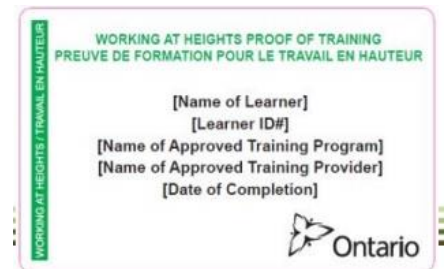 WORKING AT HEIGHTS / TRAVAIL EN HAUTEUR
WORKING AT HEIGHTS PROOF OF TRAINING
PREUVE DE FORMATION POUR LE TRAVAIL EN HAUTEUR
[Name of Learner]
[Learner ID#]
[Name of Approved Training Program]
[Name of Approved Training Provider]
[Date of Completion]
Ontario